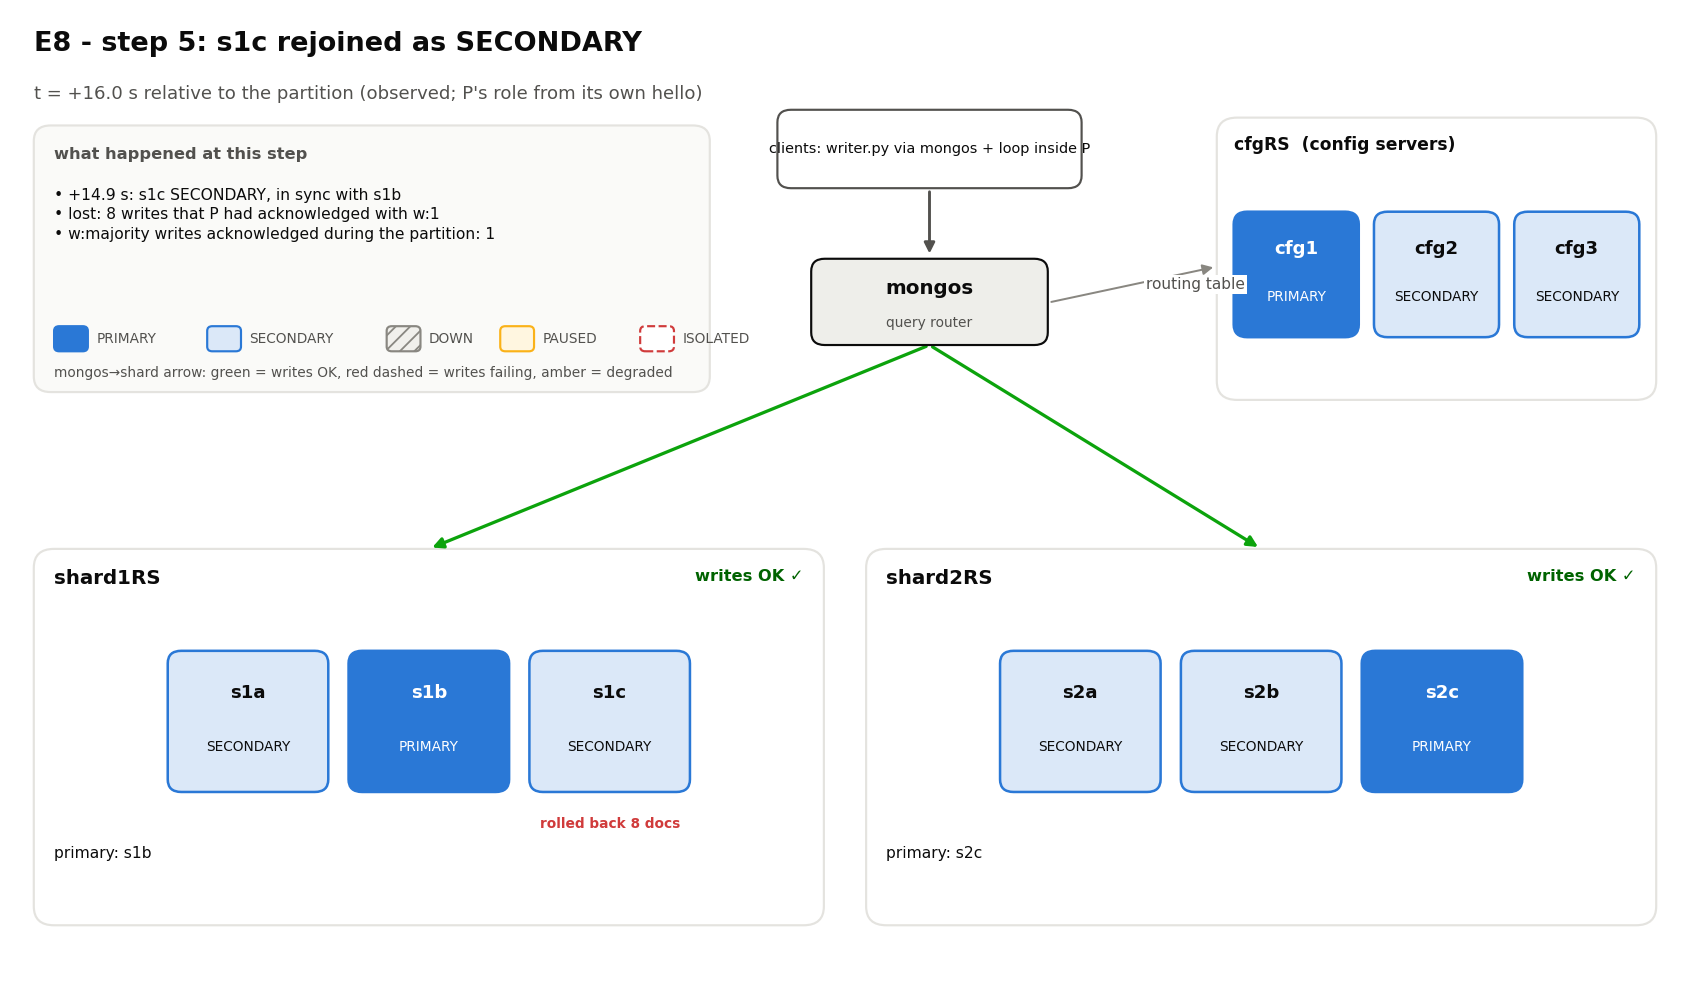 E8 - step 5: s1c rejoined as SECONDARY
t = +16.0 s relative to the partition (observed; P's role from its own hello)
what happened at this step
• +14.9 s: s1c SECONDARY, in sync with s1b
• lost: 8 writes that P had acknowledged with w:1
• w:majority writes acknowledged during the partition: 1
PRIMARY SECONDARY DOWN PAUSED ISOLATED
mongos→shard arrow: green = writes OK, red dashed = writes failing, amber = degraded
clients: writer.py via mongos + loop inside P
mongos
query router
routing table
cfgRS (config servers)
cfg1 cfg2 cfg3
PRIMARY SECONDARY SECONDARY
shard1RS writes OK ✓
s1a s1b s1c
SECONDARY PRIMARY SECONDARY
rolled back 8 docs
primary: s1b
shard2RS writes OK ✓
s2a s2b s2c
SECONDARY SECONDARY PRIMARY
primary: s2c